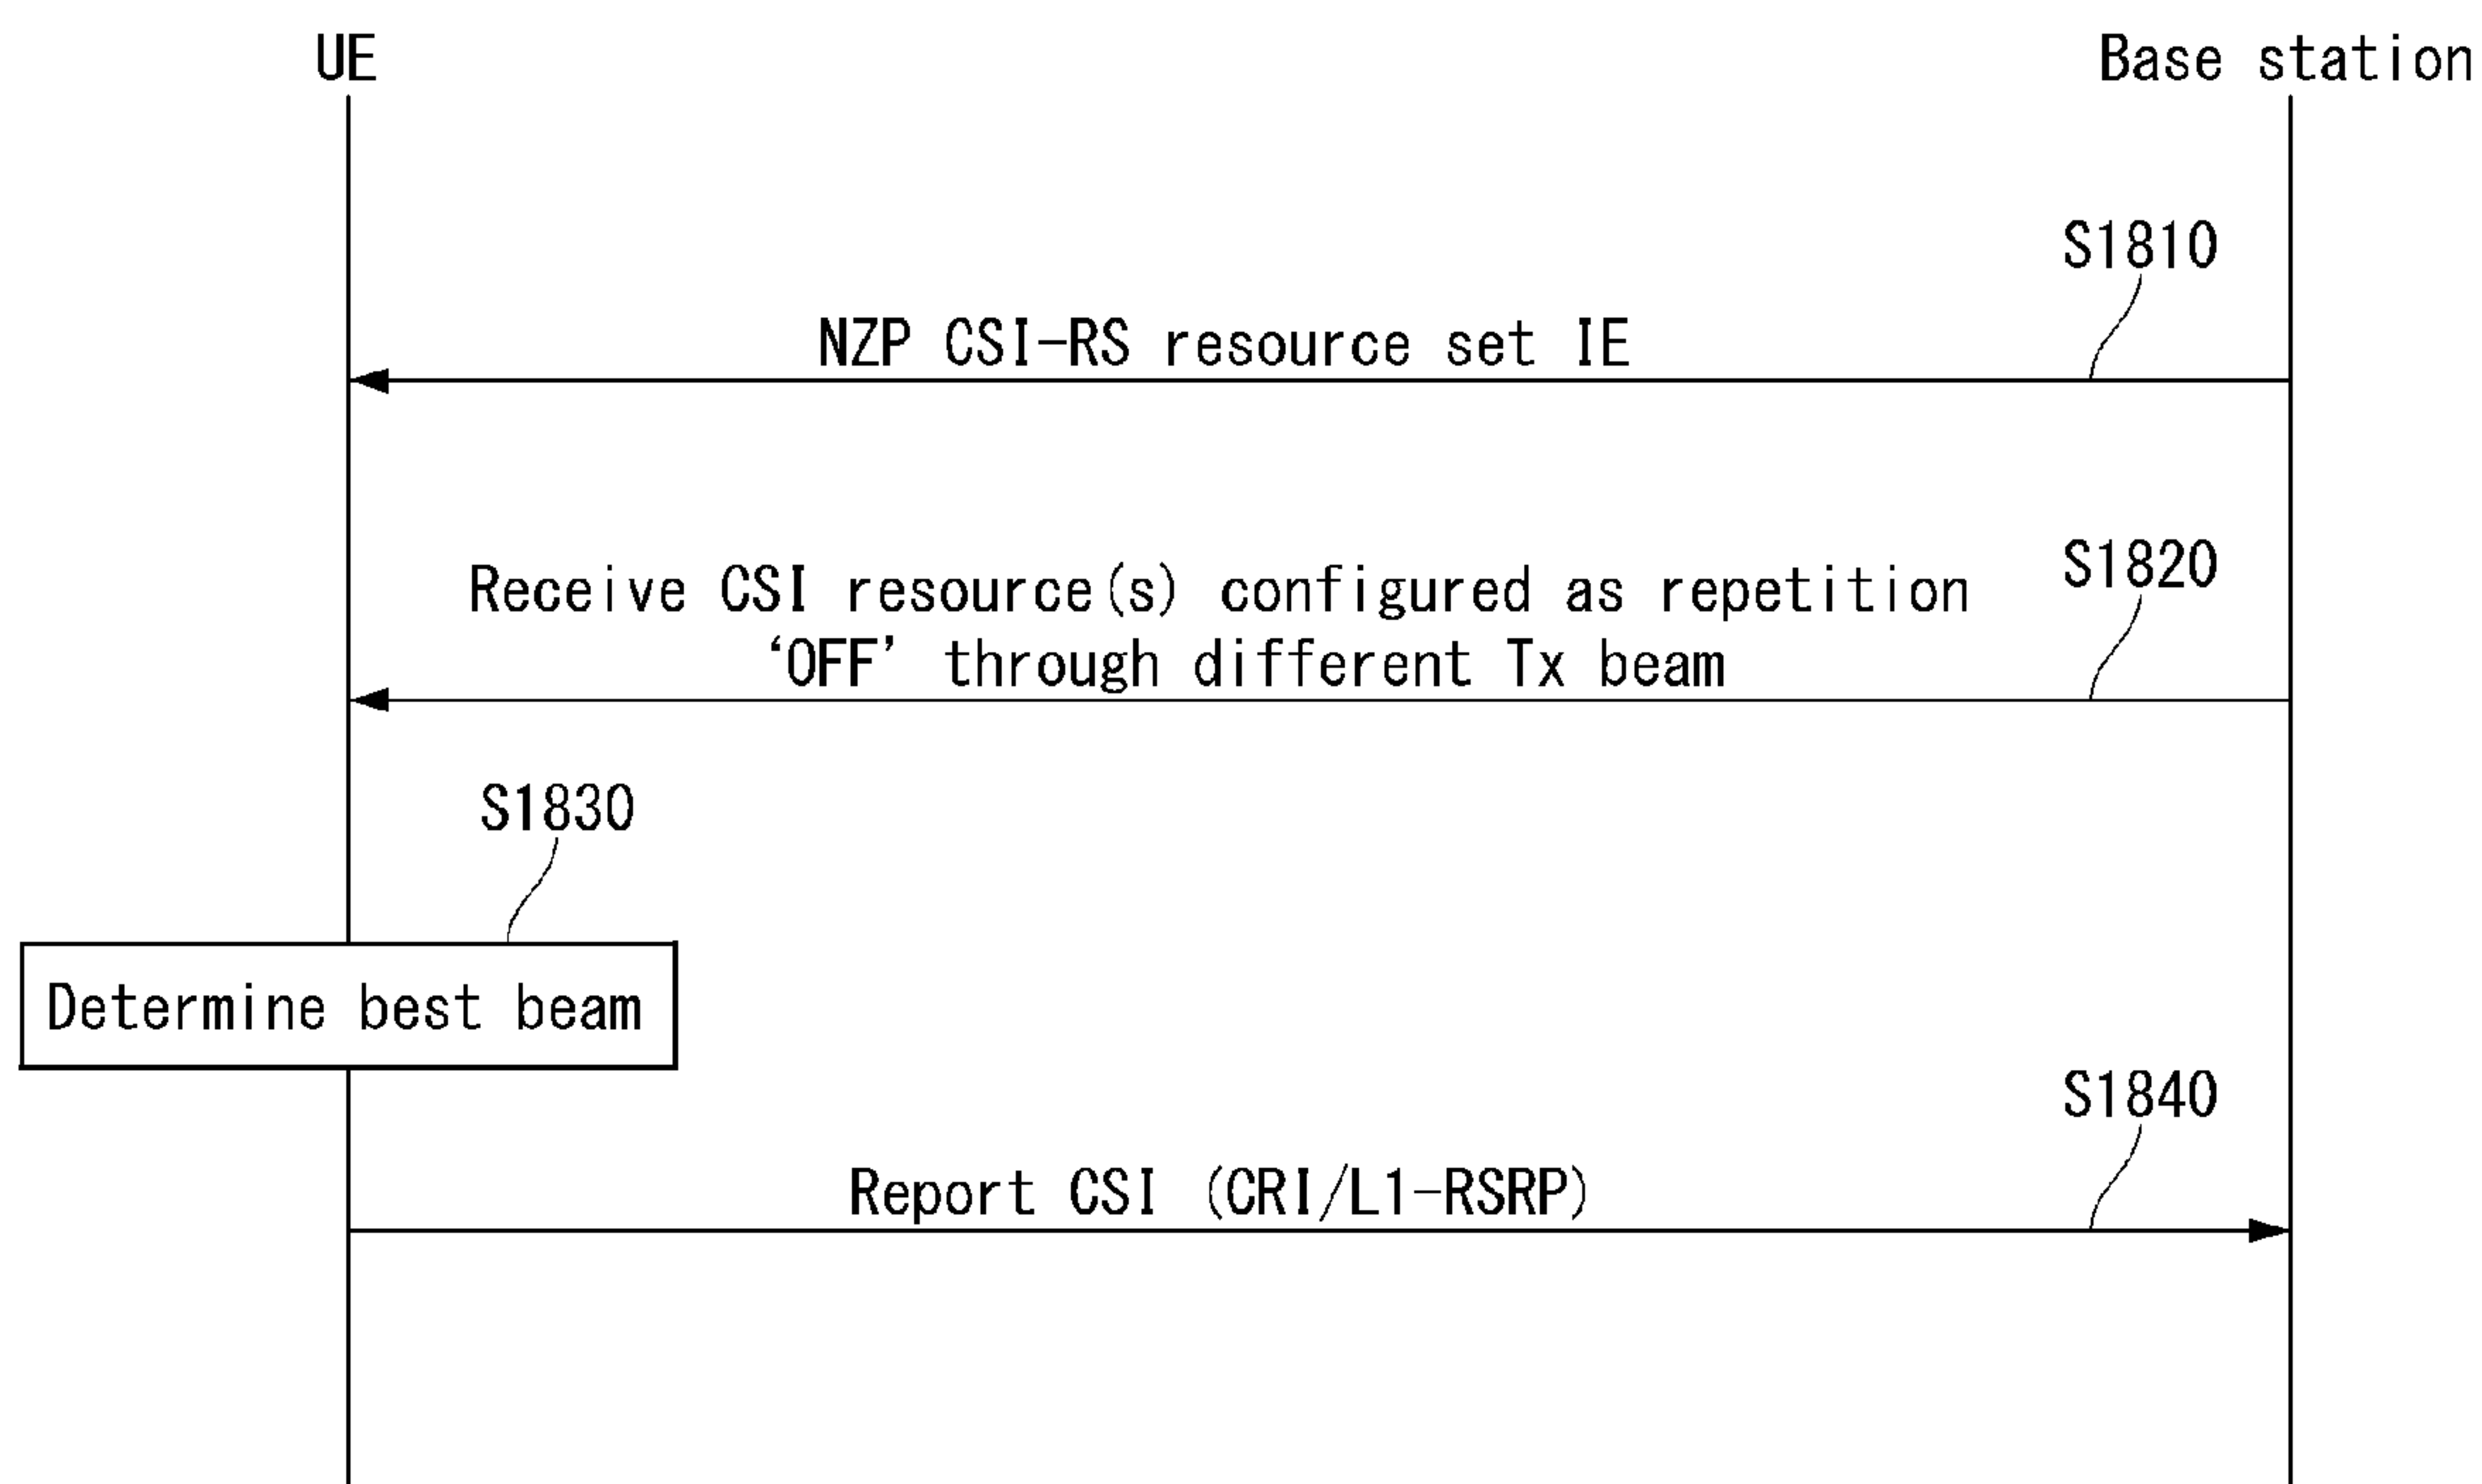 UE
Base station
S1810
NZP CSI-RS resource set IE
S1820
Receive CSI resource(s) configured as repetition
‘OFF’ through different Tx beam
S1830
Determine best beam
S1840
Report CSI (CRI/L1-RSRP)